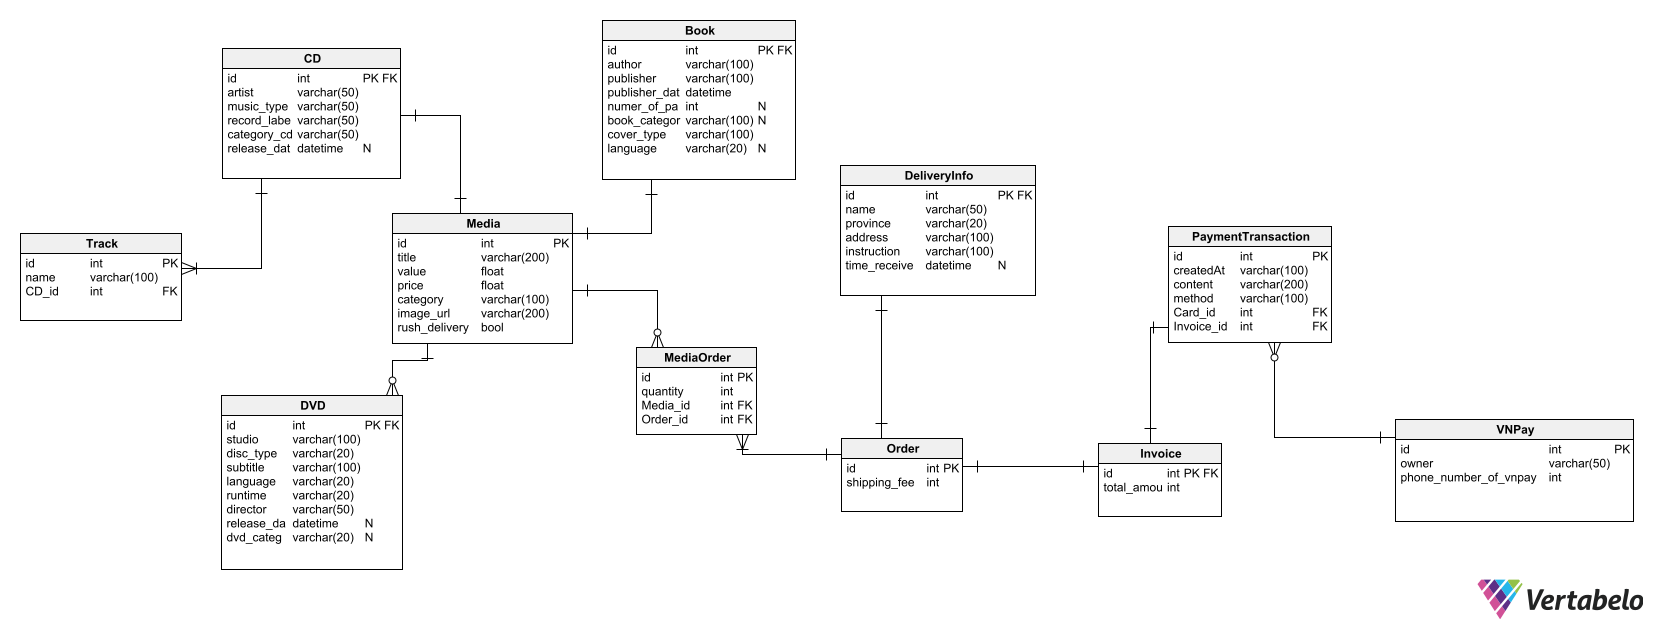 CD
id int PK FK
artist varchar(50)
music_type varchar(50)
record_labe varchar(50)
category_cd varchar(50)
release_dat datetime N
Book
id int PK FK
author varchar(100)
publisher varchar(100)
publisher_dat datetime
numer_of_pa int N
book_categor varchar(100) N
cover_type varchar(100)
language varchar(20) N
Track
id int PK
name varchar(100)
CD_id int FK
Media
id int PK
title varchar(200)
value float
price float
category varchar(100)
image_url varchar(200)
rush_delivery bool
DeliveryInfo
id int PK FK
name varchar(50)
province varchar(20)
address varchar(100)
instruction varchar(100)
time_receive datetime N
PaymentTransaction
id int PK
createdAt varchar(100)
content varchar(200)
method varchar(100)
Card_id int FK
Invoice_id int FK
DVD
id int PK FK
studio varchar(100)
disc_type varchar(20)
subtitle varchar(100)
language varchar(20)
runtime varchar(20)
director varchar(50)
release_da datetime N
dvd_categ varchar(20) N
MediaOrder
id int PK
quantity int
Media_id int FK
Order_id int FK
Order
id int PK
shipping_fee int
Invoice
id int PK FK
total_amou int
VNPay
id int PK
owner varchar(50)
phone_number_of_vnpay int
Vertabelo